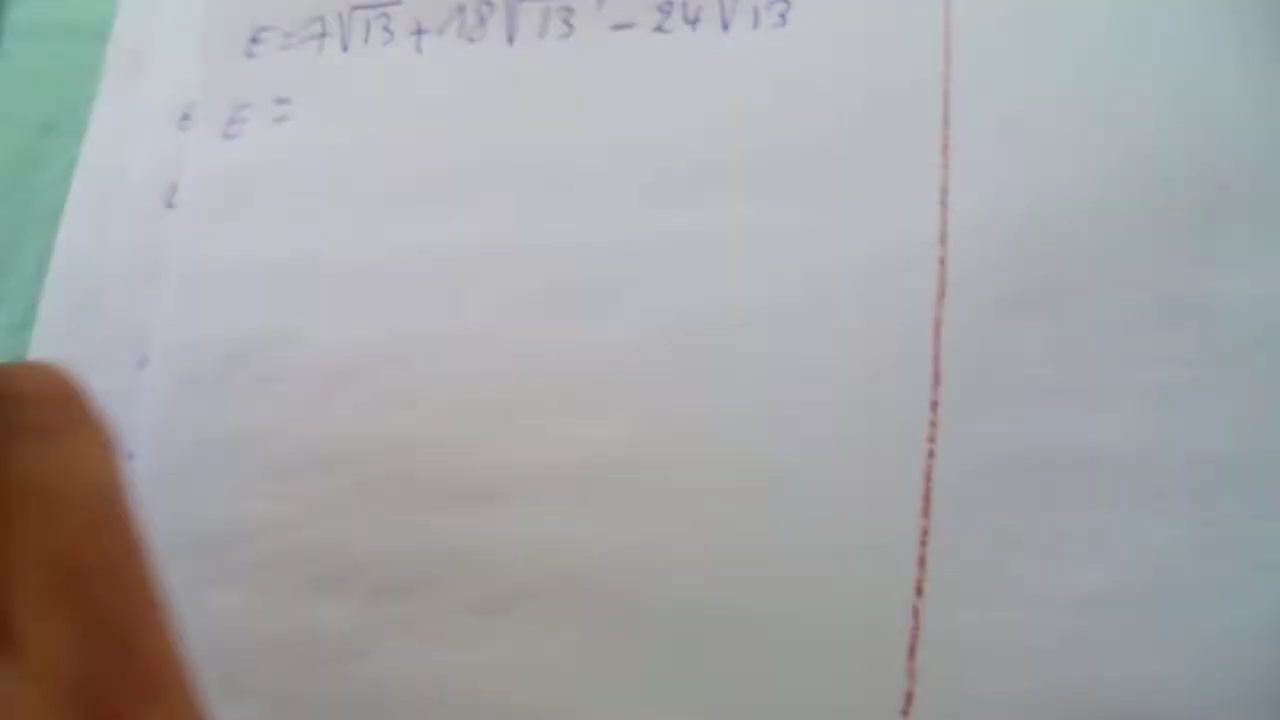 E = 7√13 + 18√13 - 24√13
E =